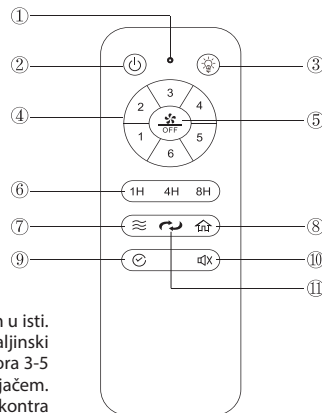 ①
② ③
3
④ 2 4
OFF ⑤
1 5
6
⑥ 1H 4H 8H
⑦ ⑧
⑨ ⑩
⑪
u isti.
aljinski
ora 3-5
jačem.
kontra